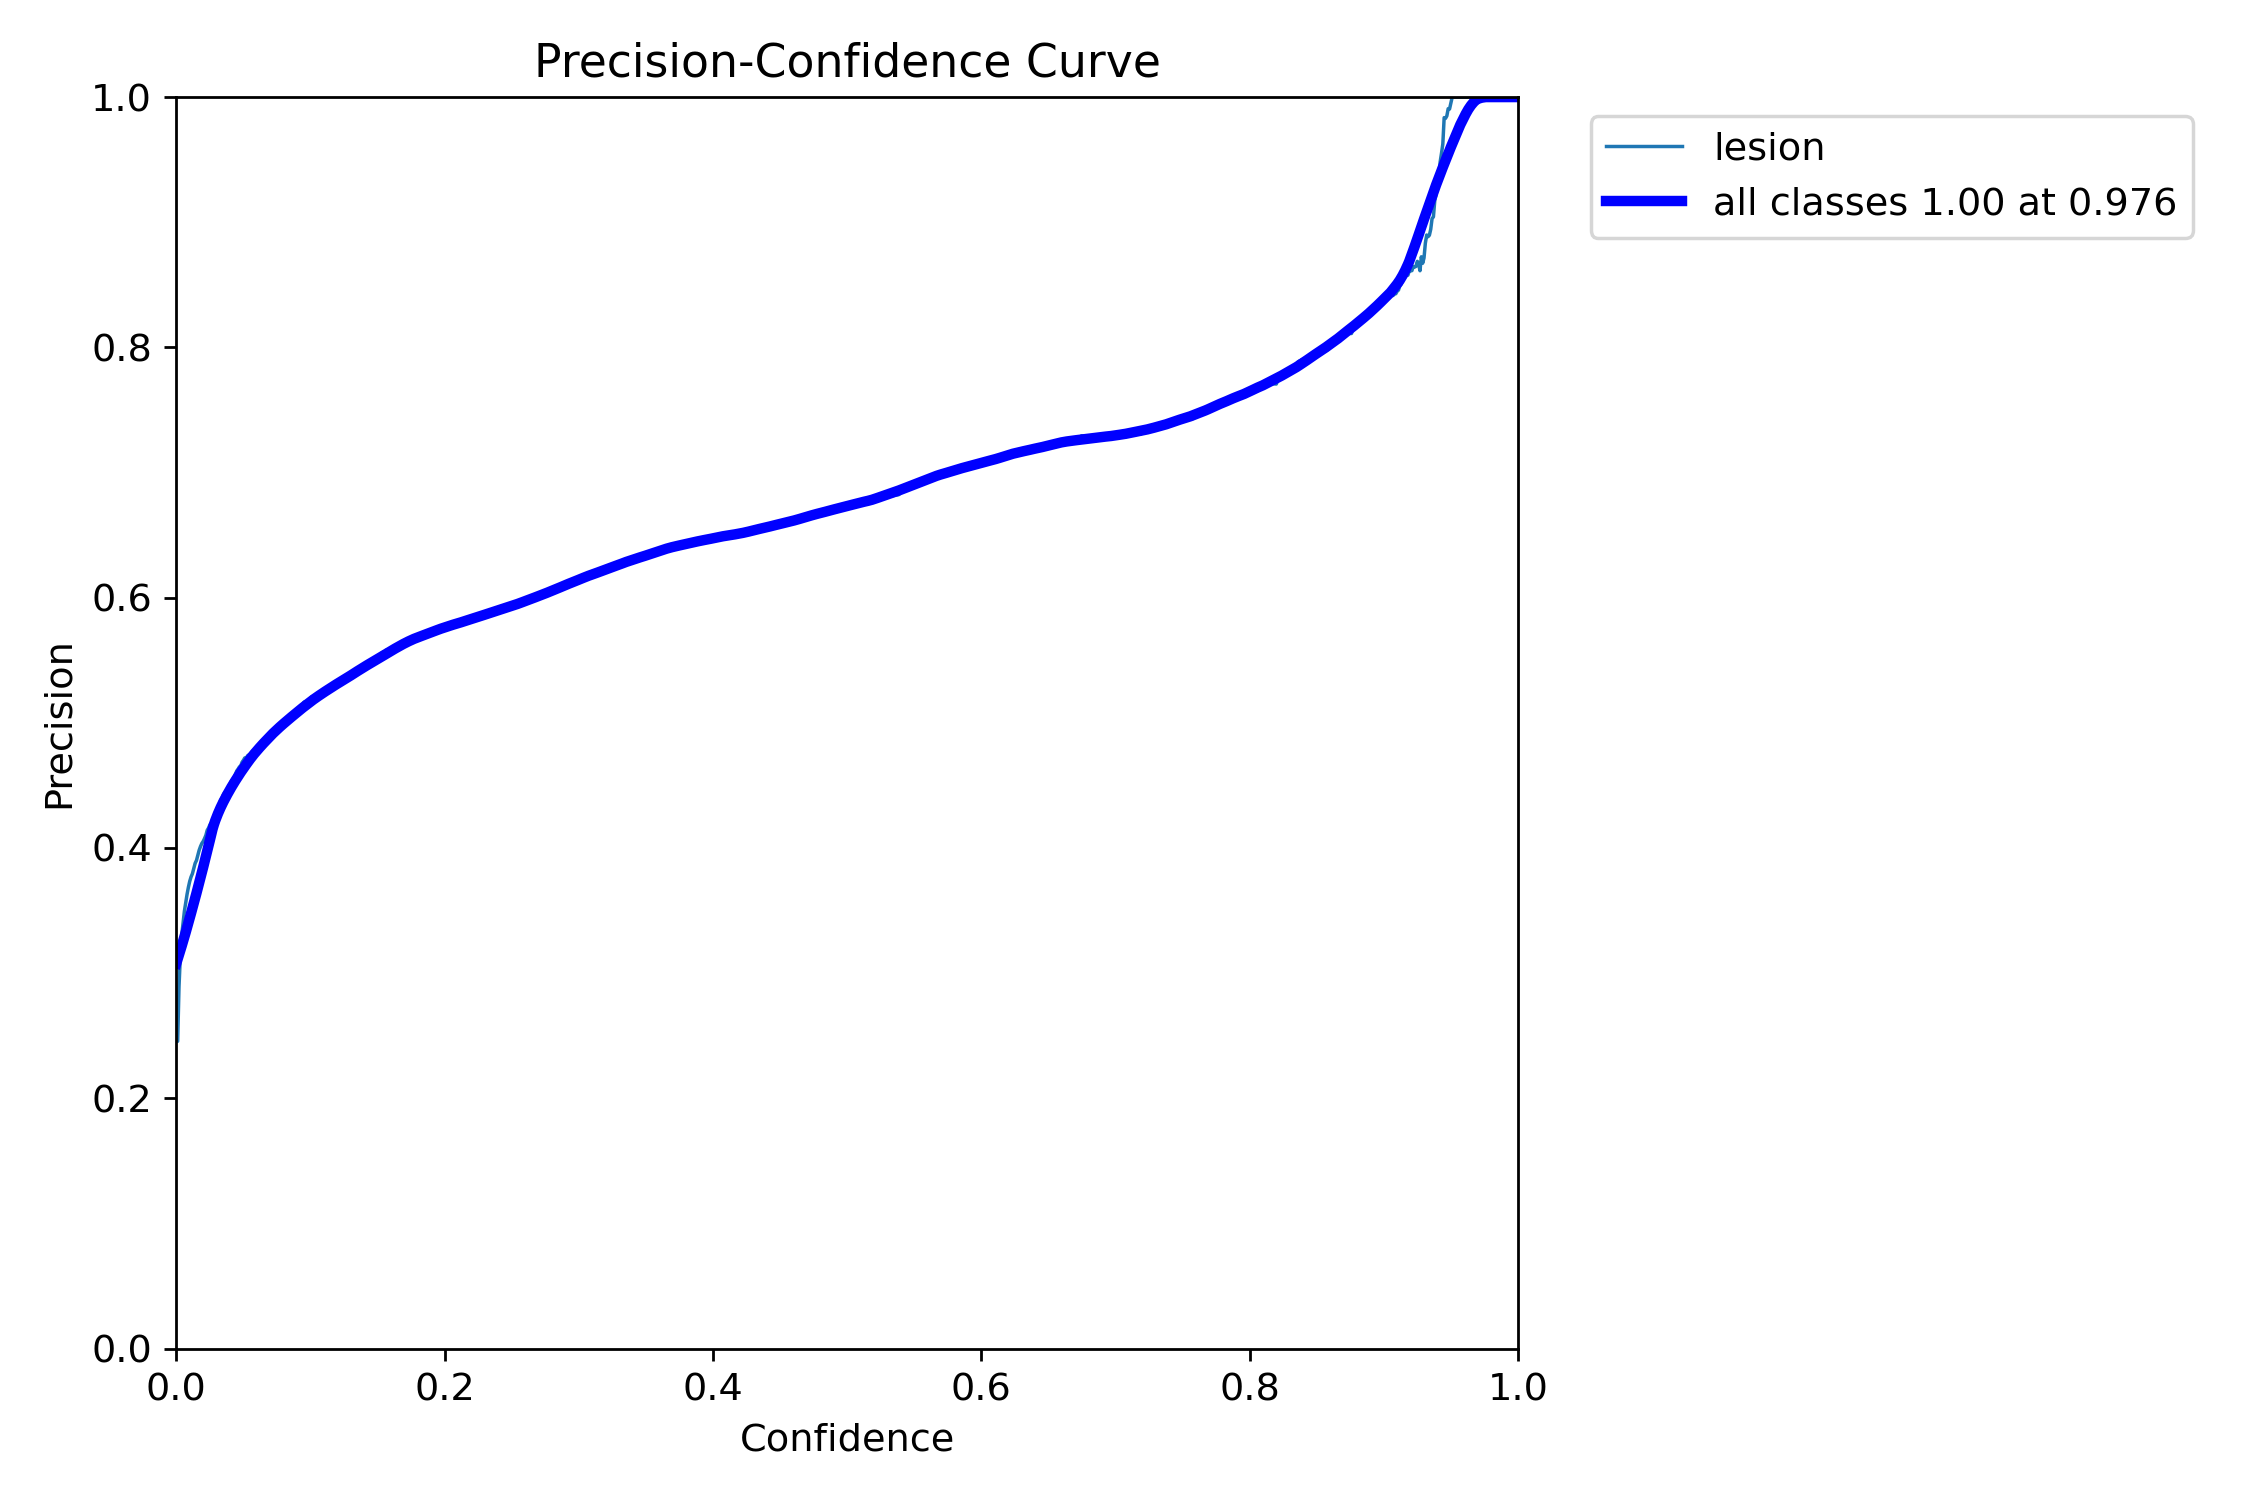 Precision-Confidence Curve
1.0
0.8
0.6
0.4
0.2
0.0
Precision
0.0 0.2 0.4 0.6 0.8 1.0
Confidence
lesion
all classes 1.00 at 0.976